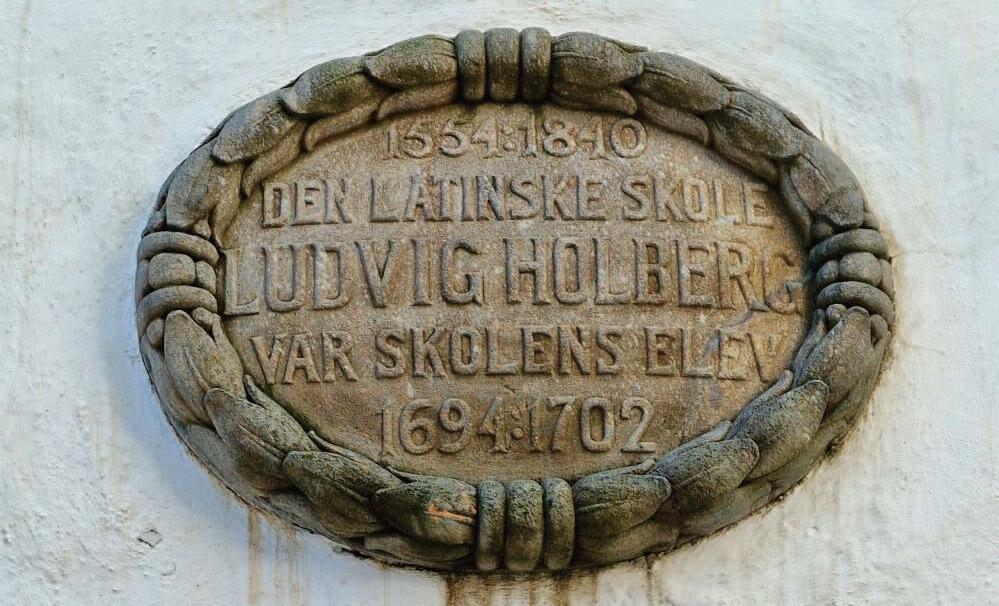 1554:1840
DEN LATINSKE SKOLE
LUDVIG HOLBERG
VAR SKOLENS ELEV
1694:1702